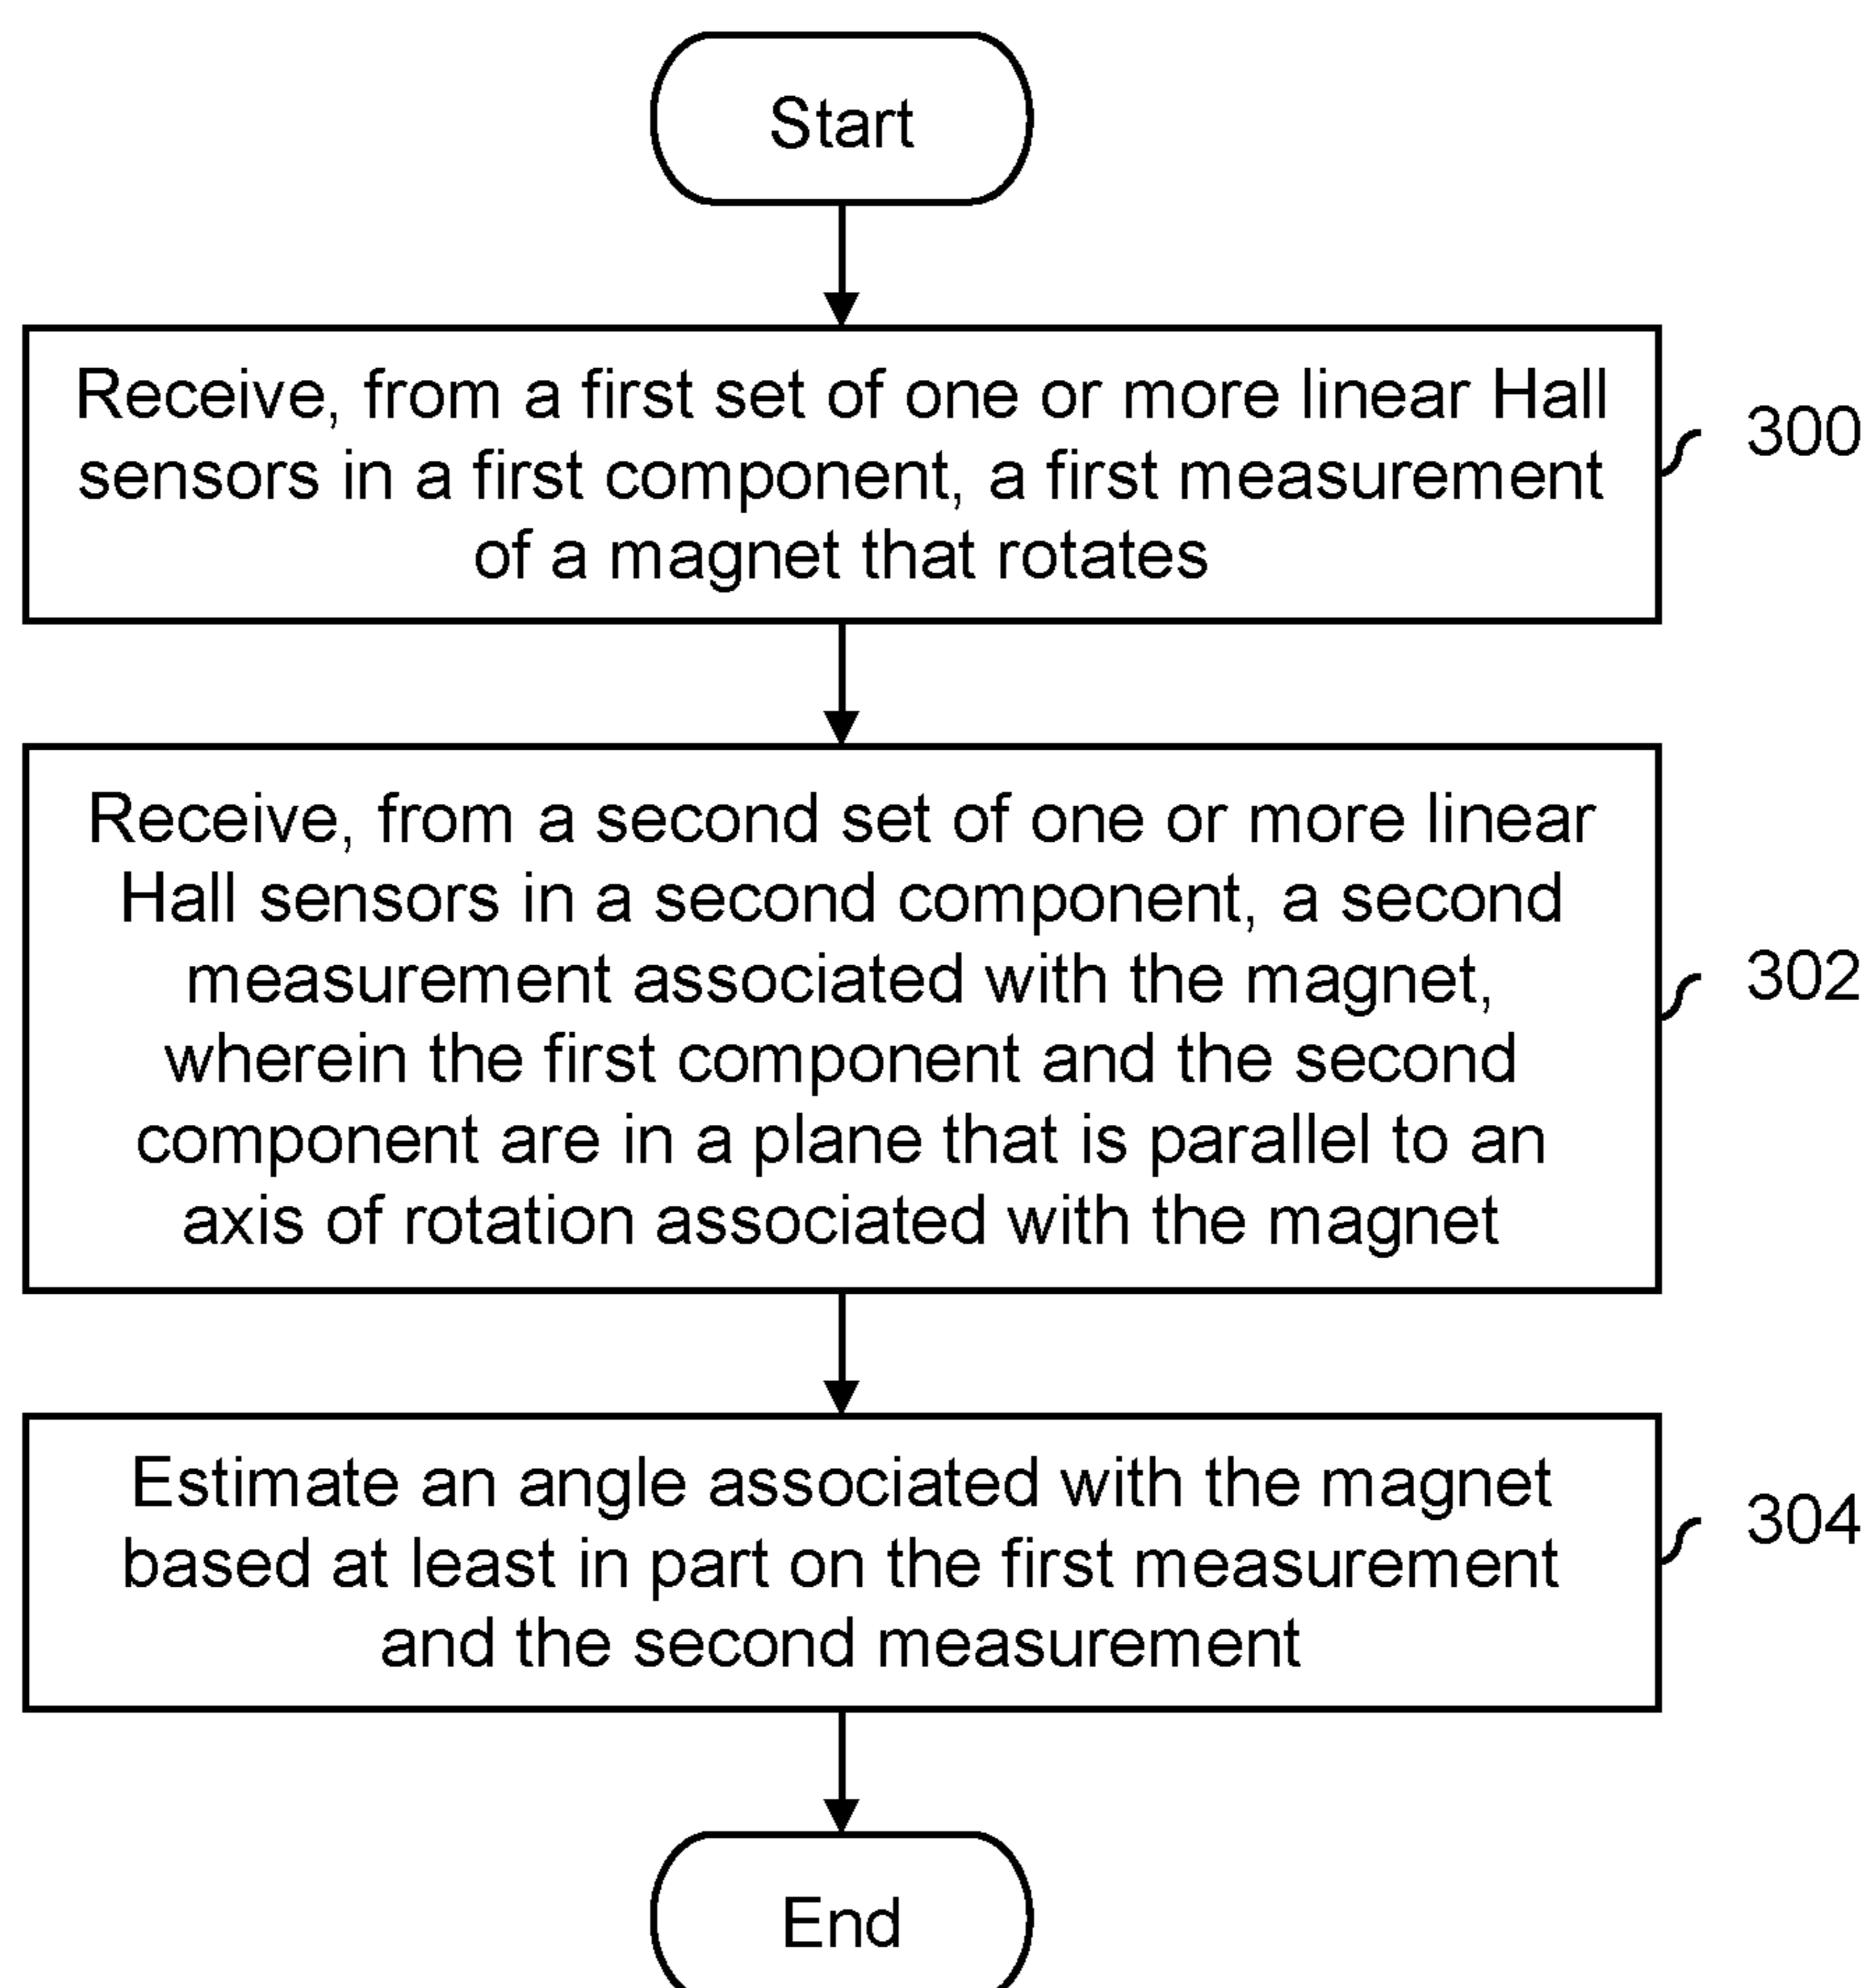 Start
Receive, from a first set of one or more linear Hall
sensors in a first component, a first measurement
of a magnet that rotates
300
Receive, from a second set of one or more linear
Hall sensors in a second component, a second
measurement associated with the magnet,
wherein the first component and the second
component are in a plane that is parallel to an
axis of rotation associated with the magnet
302
Estimate an angle associated with the magnet
based at least in part on the first measurement
and the second measurement
304
End